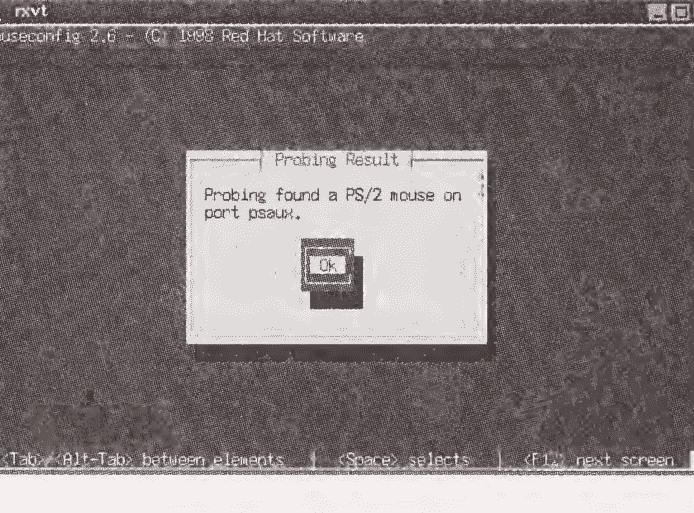 rxvt
useconfig 2.6 - (C) 1998 Red Hat Software
Probing Result
Probing found a PS/2 mouse on
port psaux.
Ok
<Tab>/<Alt-Tab> between elements | <Space> selects | next screen